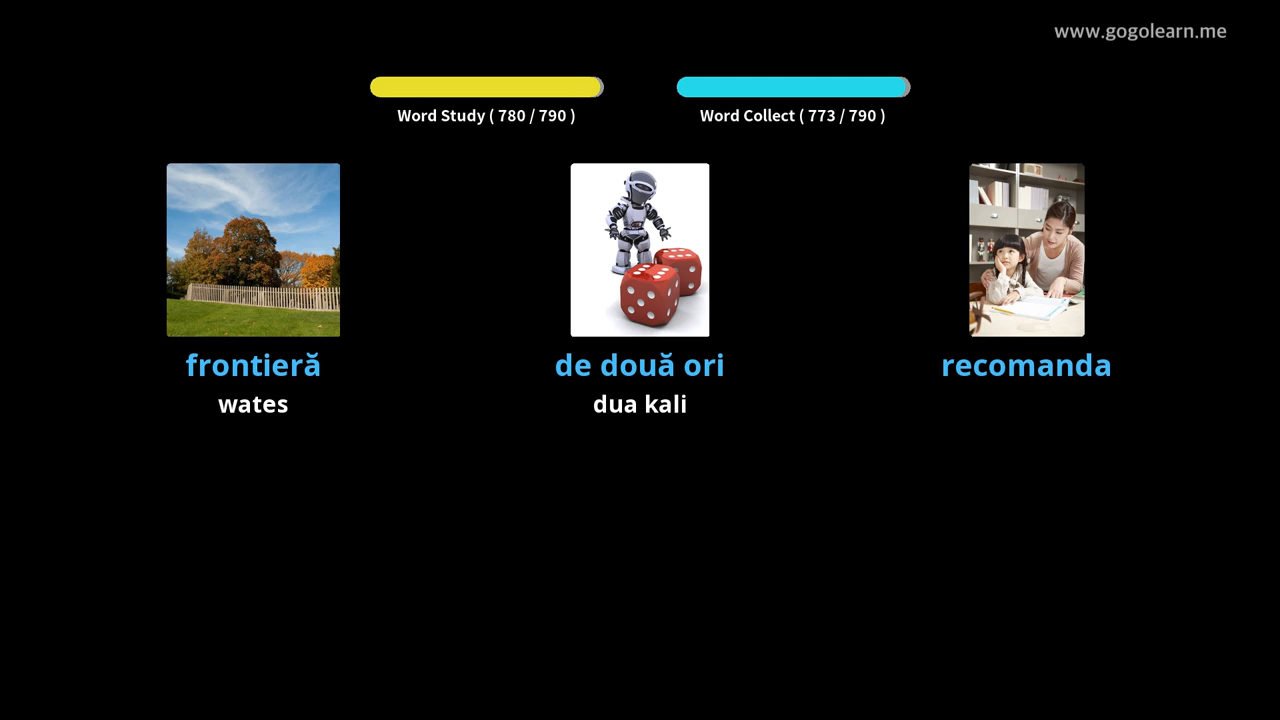 www.gogolearn.me
Word Study ( 780 / 790 )
Word Collect ( 773 / 790 )
frontieră
wates
de două ori
dua kali
recomanda